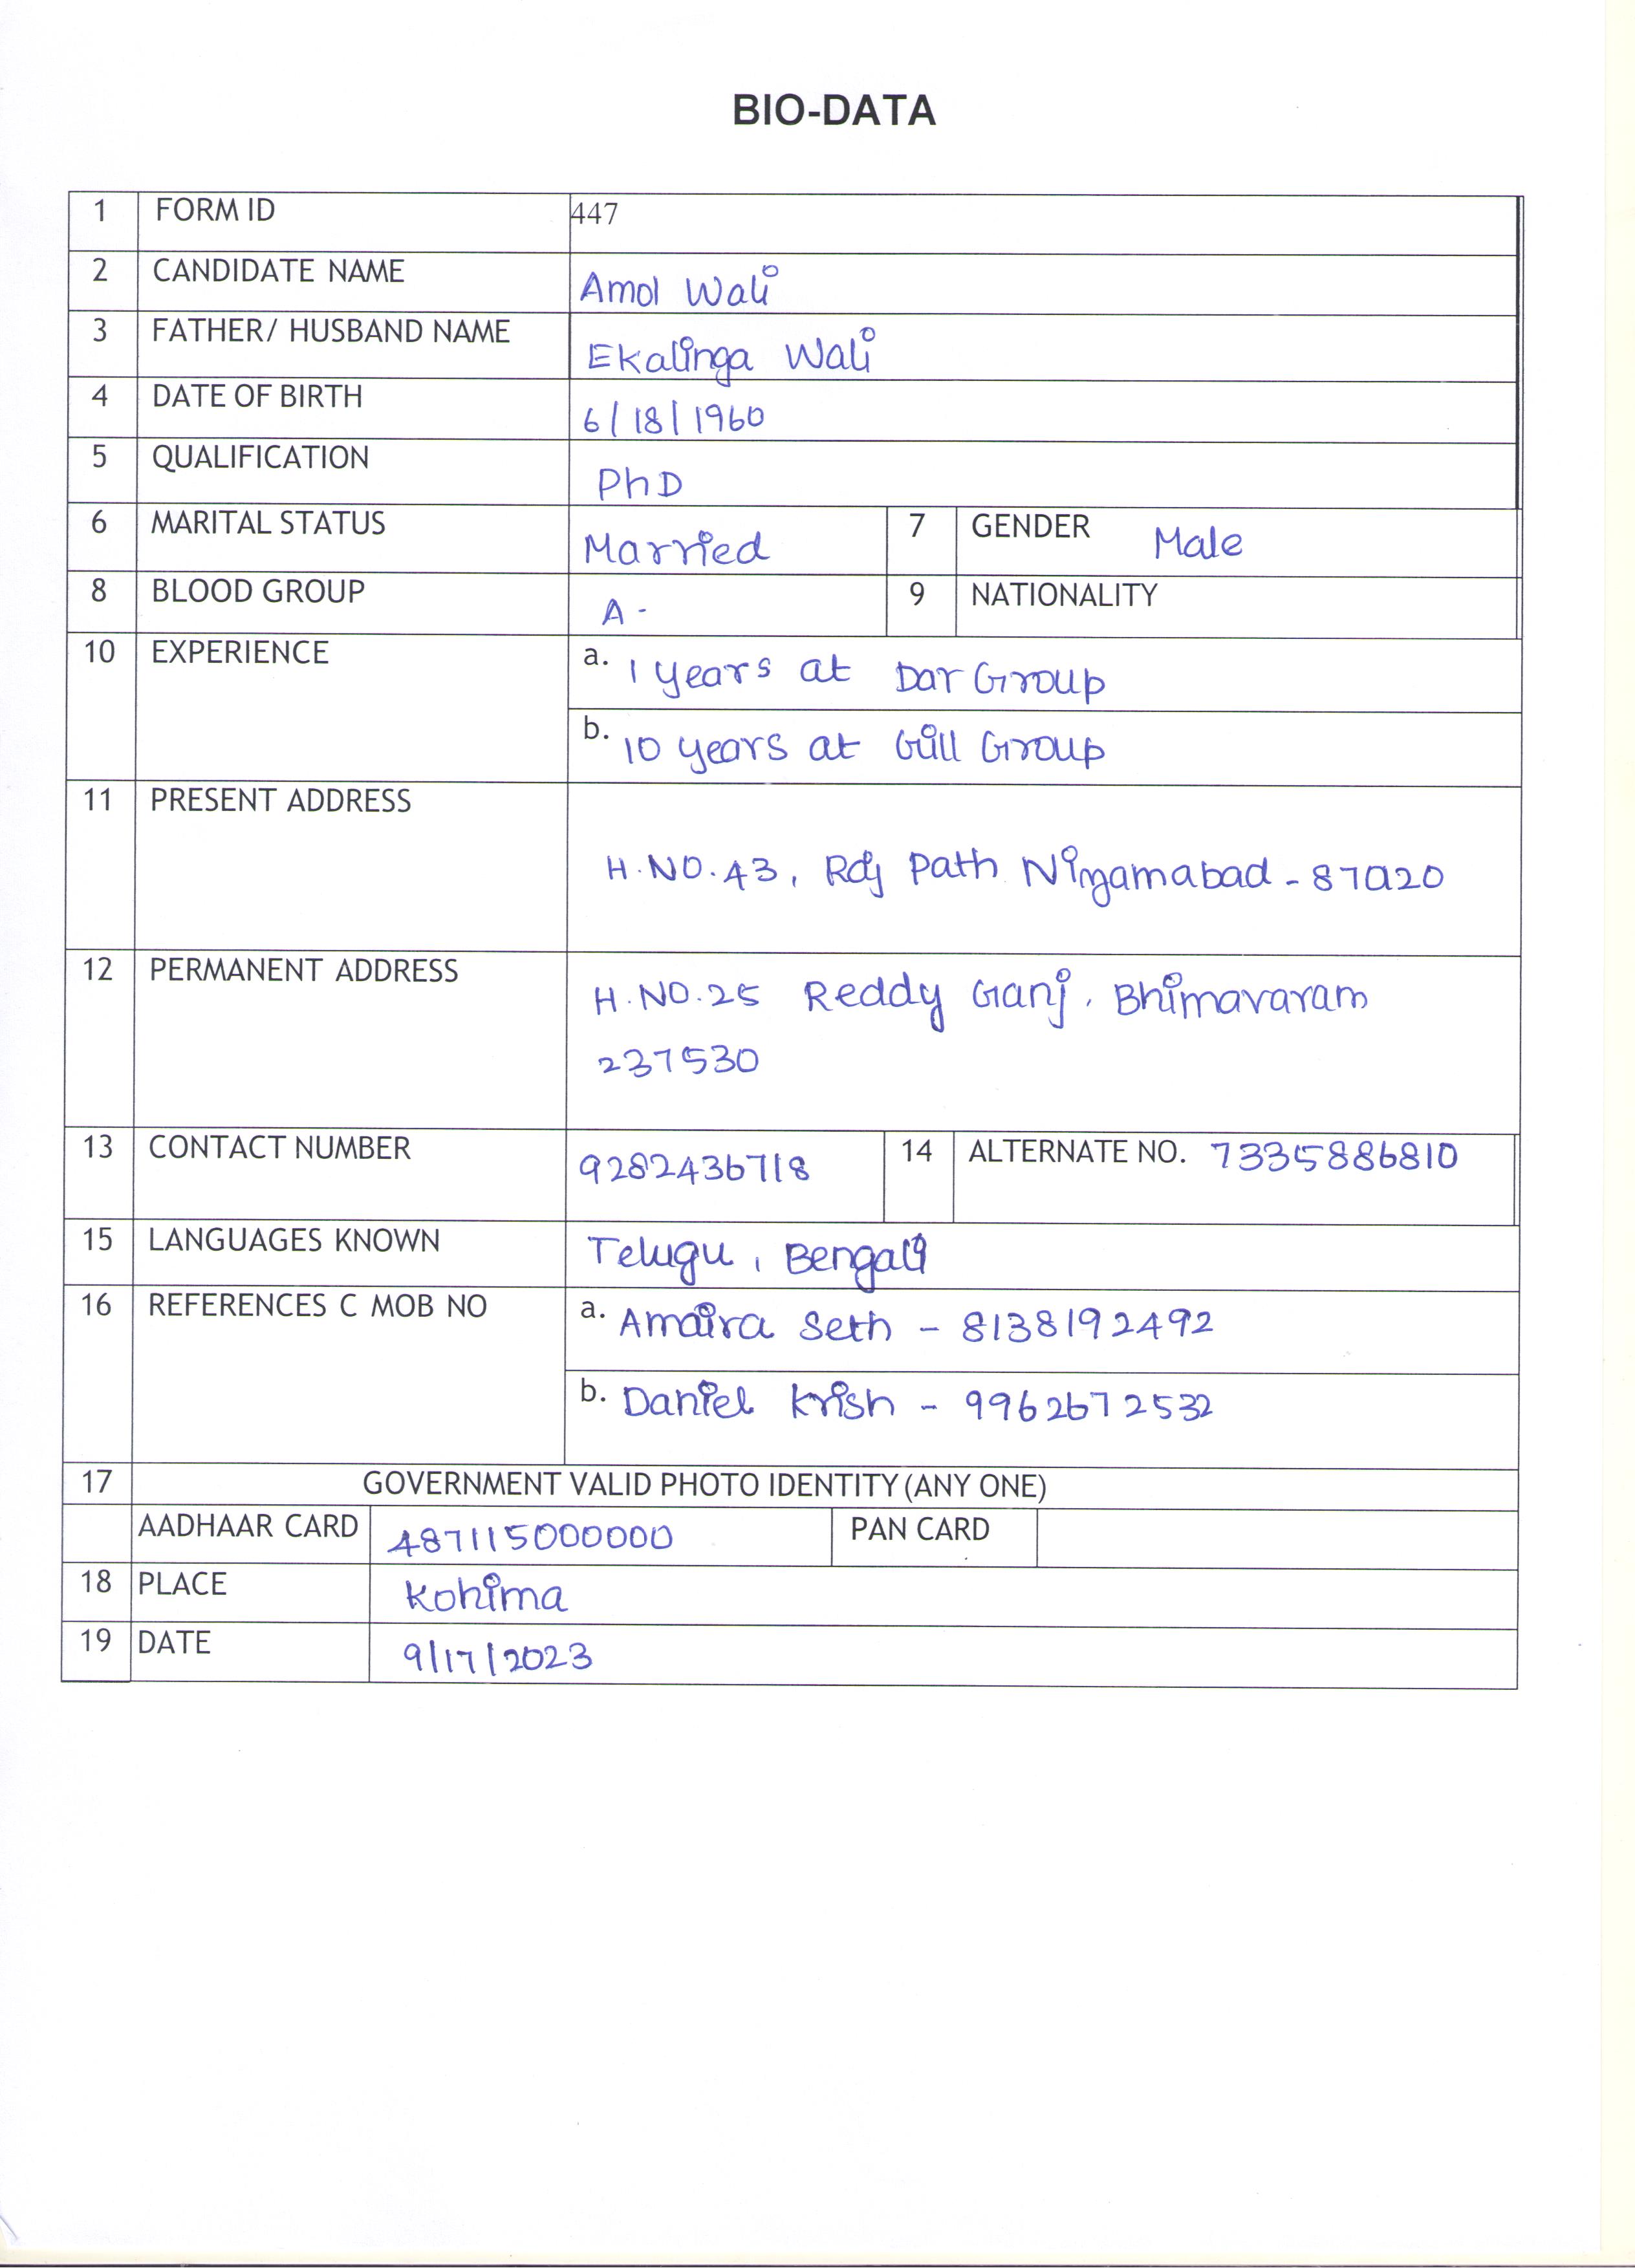 BIO-DATA
1 FORM ID 447
2 CANDIDATE NAME Amol Wali
3 FATHER/ HUSBAND NAME Ekalinga Wali
4 DATE OF BIRTH 6/18/1960
5 QUALIFICATION PhD
6 MARITAL STATUS Married 7 GENDER Male
8 BLOOD GROUP A- 9 NATIONALITY
10 EXPERIENCE a. 1 years at Dar Group
b. 10 years at Gill Group
11 PRESENT ADDRESS
H.NO.43, Raj Path Nizamabad - 87020
12 PERMANENT ADDRESS H.NO.25 Reddy Ganj, Bhimavaram
237530
13 CONTACT NUMBER 9282436718 14 ALTERNATE NO. 7335886810
15 LANGUAGES KNOWN Telugu, Bengali
16 REFERENCES C MOB NO a. Amaira Seth - 8138192492
b. Daniel Krish - 9962672532
17 GOVERNMENT VALID PHOTO IDENTITY (ANY ONE)
AADHAAR CARD 487115000000 PAN CARD
18 PLACE Kohima
19 DATE 9/17/2023